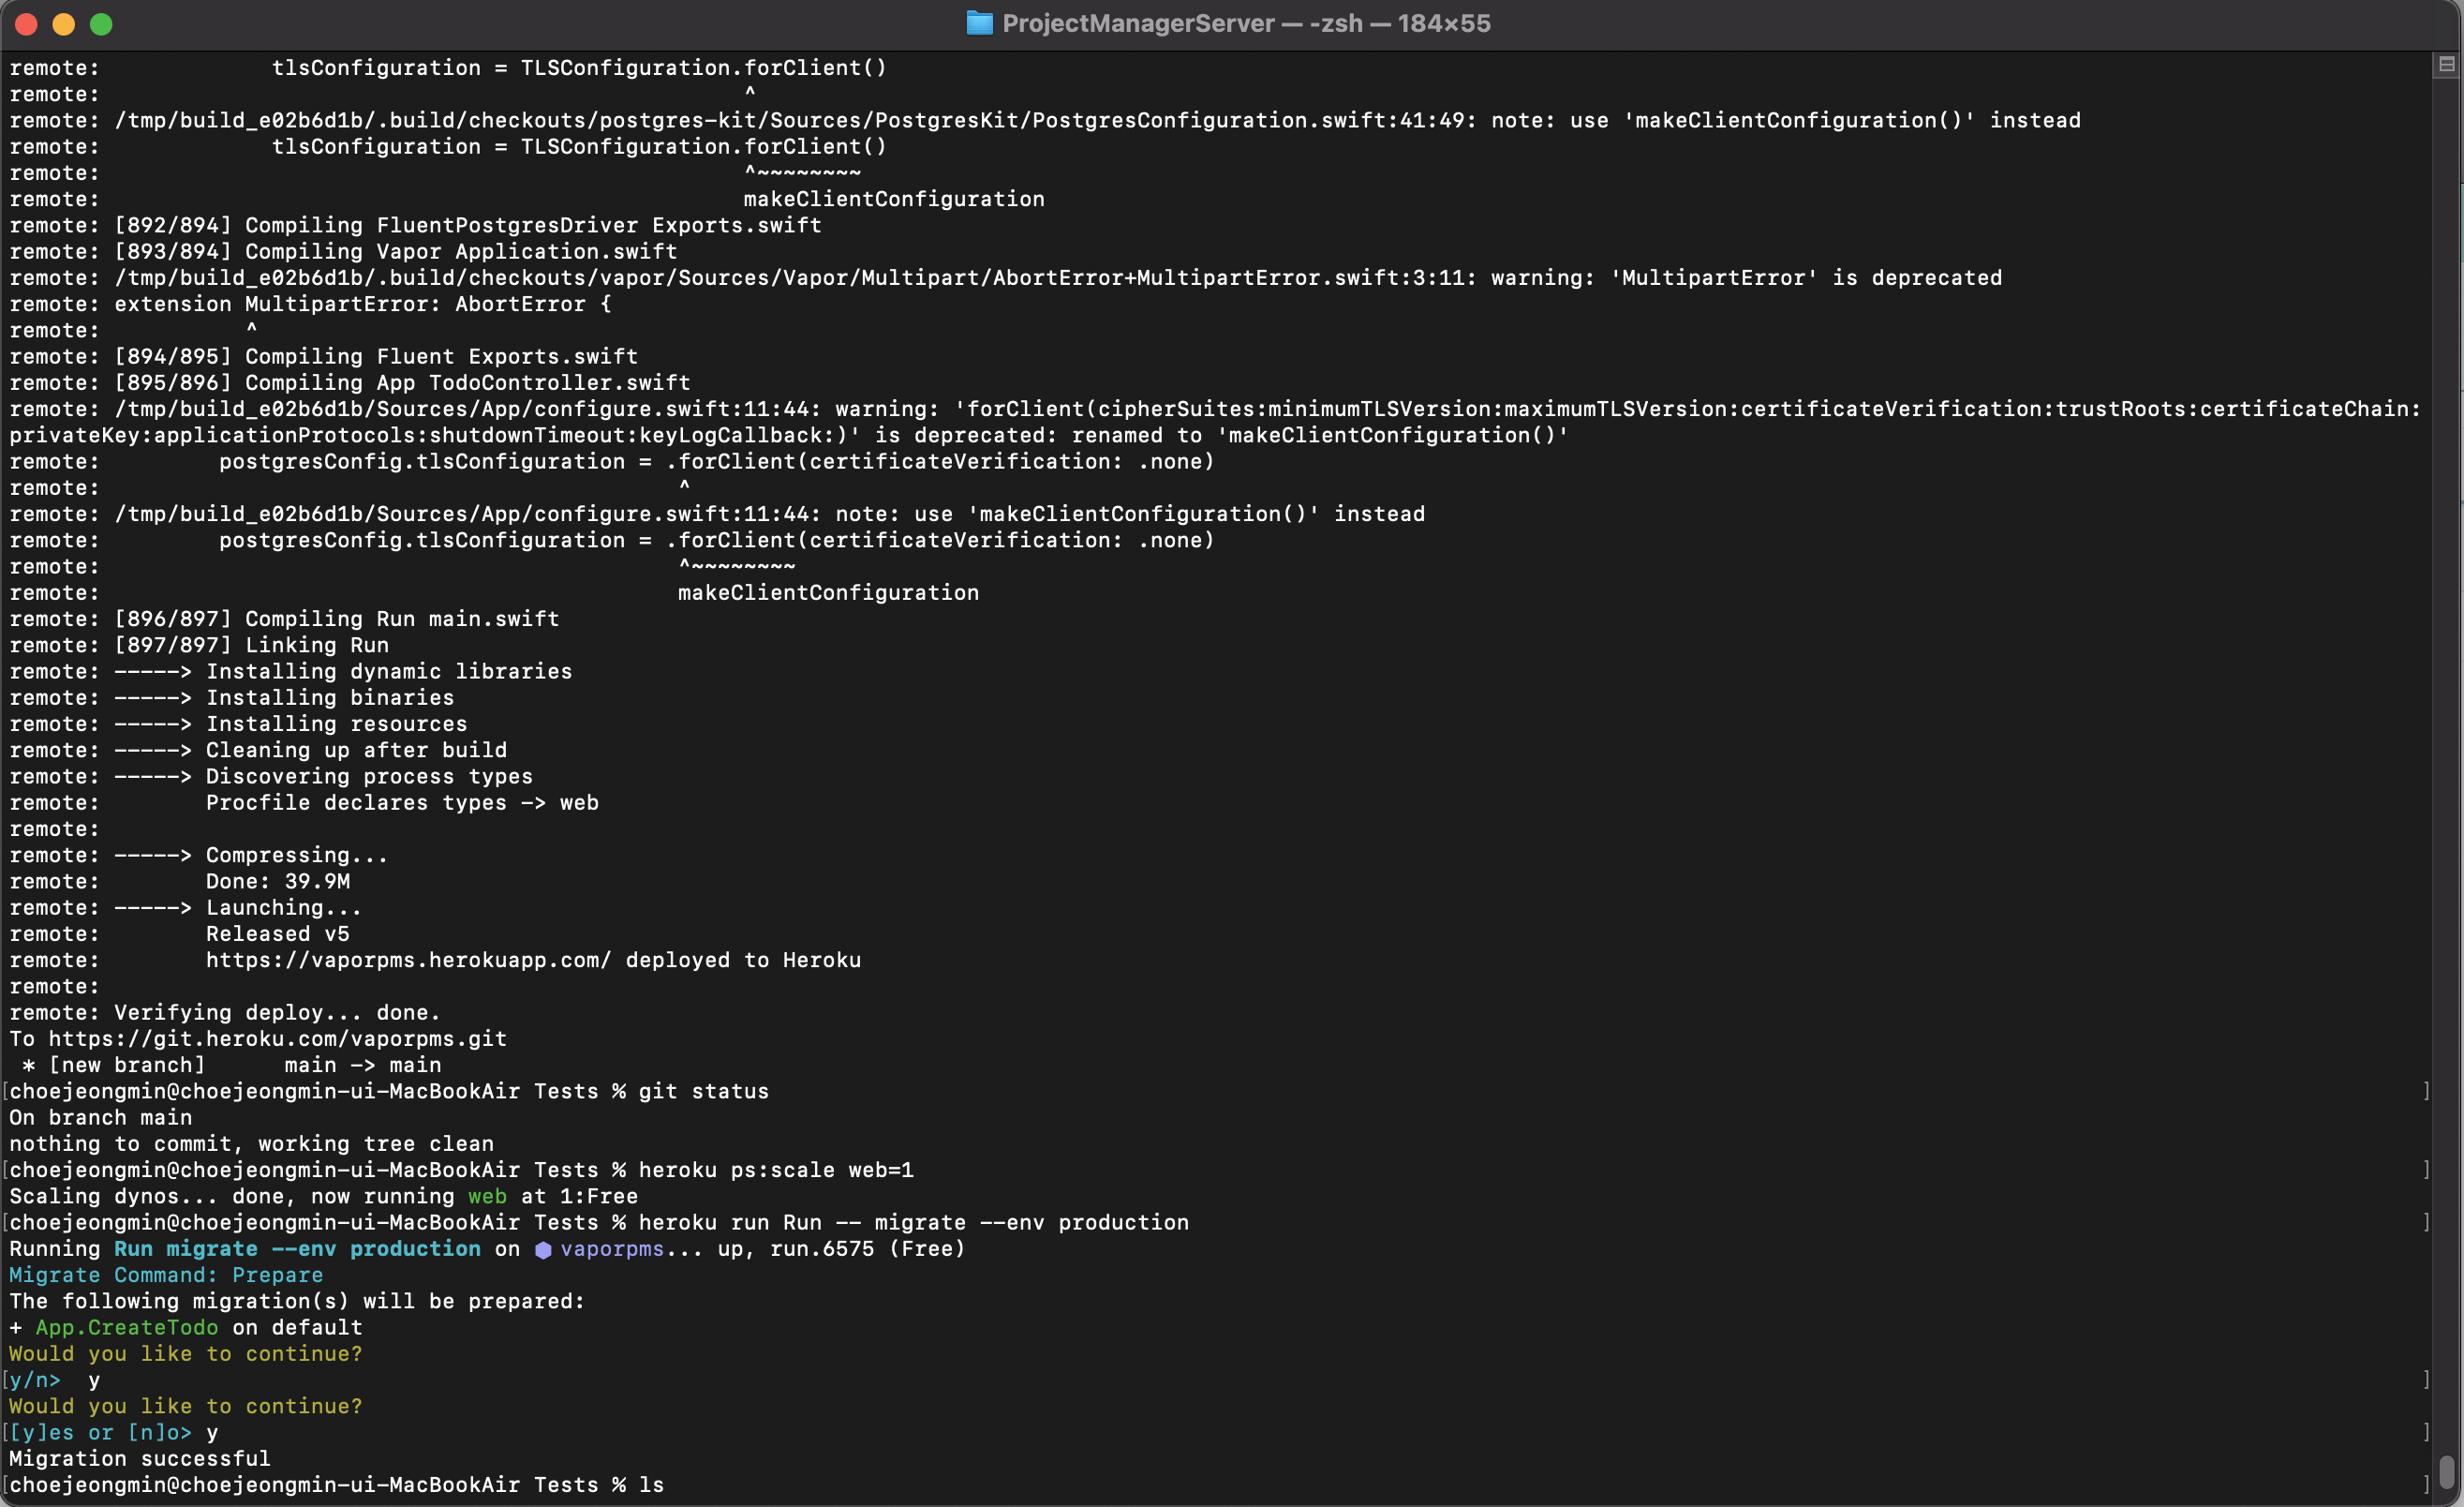 ProjectManagerServer — -zsh — 184×55
remote:             tlsConfiguration = TLSConfiguration.forClient()
remote:                                                 ^
remote: /tmp/build_e02b6d1b/.build/checkouts/postgres-kit/Sources/PostgresKit/PostgresConfiguration.swift:41:49: note: use 'makeClientConfiguration()' instead
remote:             tlsConfiguration = TLSConfiguration.forClient()
remote:                                                 ^~~~~~~~~
remote:                                                 makeClientConfiguration
remote: [892/894] Compiling FluentPostgresDriver Exports.swift
remote: [893/894] Compiling Vapor Application.swift
remote: /tmp/build_e02b6d1b/.build/checkouts/vapor/Sources/Vapor/Multipart/AbortError+MultipartError.swift:3:11: warning: 'MultipartError' is deprecated
remote: extension MultipartError: AbortError {
remote:           ^
remote: [894/895] Compiling Fluent Exports.swift
remote: [895/896] Compiling App TodoController.swift
remote: /tmp/build_e02b6d1b/Sources/App/configure.swift:11:44: warning: 'forClient(cipherSuites:minimumTLSVersion:maximumTLSVersion:certificateVerification:trustRoots:certificateChain:
privateKey:applicationProtocols:shutdownTimeout:keyLogCallback:)' is deprecated: renamed to 'makeClientConfiguration()'
remote:         postgresConfig.tlsConfiguration = .forClient(certificateVerification: .none)
remote:                                            ^
remote: /tmp/build_e02b6d1b/Sources/App/configure.swift:11:44: note: use 'makeClientConfiguration()' instead
remote:         postgresConfig.tlsConfiguration = .forClient(certificateVerification: .none)
remote:                                            ^~~~~~~~~
remote:                                            makeClientConfiguration
remote: [896/897] Compiling Run main.swift
remote: [897/897] Linking Run
remote: -----> Installing dynamic libraries
remote: -----> Installing binaries
remote: -----> Installing resources
remote: -----> Cleaning up after build
remote: -----> Discovering process types
remote:        Procfile declares types -> web
remote:
remote: -----> Compressing...
remote:        Done: 39.9M
remote: -----> Launching...
remote:        Released v5
remote:        https://vaporpms.herokuapp.com/ deployed to Heroku
remote:
remote: Verifying deploy... done.
To https://git.heroku.com/vaporpms.git
 * [new branch]      main -> main
[choejeongmin@choejeongmin-ui-MacBookAir Tests % git status ]
On branch main
nothing to commit, working tree clean
[choejeongmin@choejeongmin-ui-MacBookAir Tests % heroku ps:scale web=1 ]
Scaling dynos... done, now running web at 1:Free
[choejeongmin@choejeongmin-ui-MacBookAir Tests % heroku run Run -- migrate --env production ]
Running Run migrate --env production on ⬢ vaporpms... up, run.6575 (Free)
Migrate Command: Prepare
The following migration(s) will be prepared:
+ App.CreateTodo on default
Would you like to continue?
[y/n>  y ]
Would you like to continue?
[[y]es or [n]o> y ]
Migration successful
[choejeongmin@choejeongmin-ui-MacBookAir Tests % ls ]